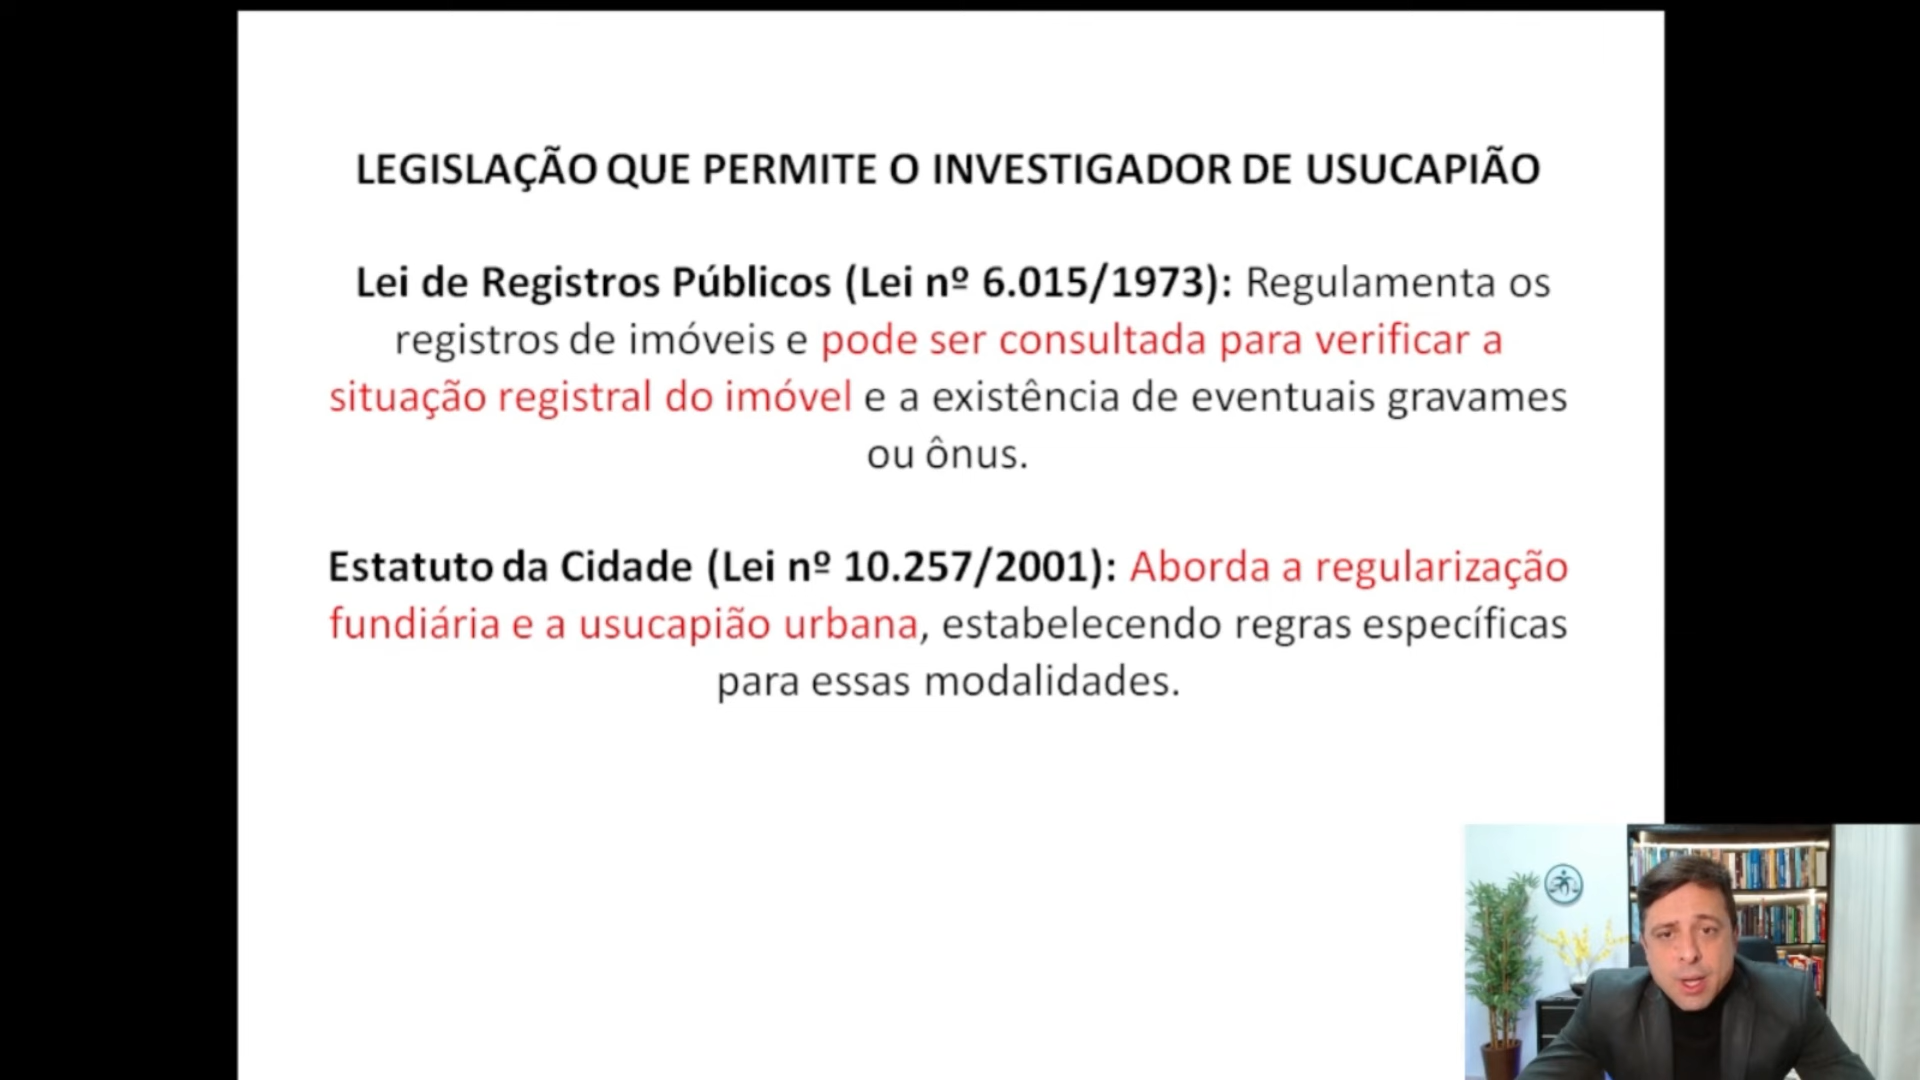 LEGISLAÇÃO QUE PERMITE O INVESTIGADOR DE USUCAPIÃO
Lei de Registros Públicos (Lei nº 6.015/1973): Regulamenta os
registros de imóveis e pode ser consultada para verificar a
situação registral do imóvel e a existência de eventuais gravames
ou ônus.
Estatuto da Cidade (Lei nº 10.257/2001): Aborda a regularização
fundiária e a usucapião urbana, estabelecendo regras específicas
para essas modalidades.